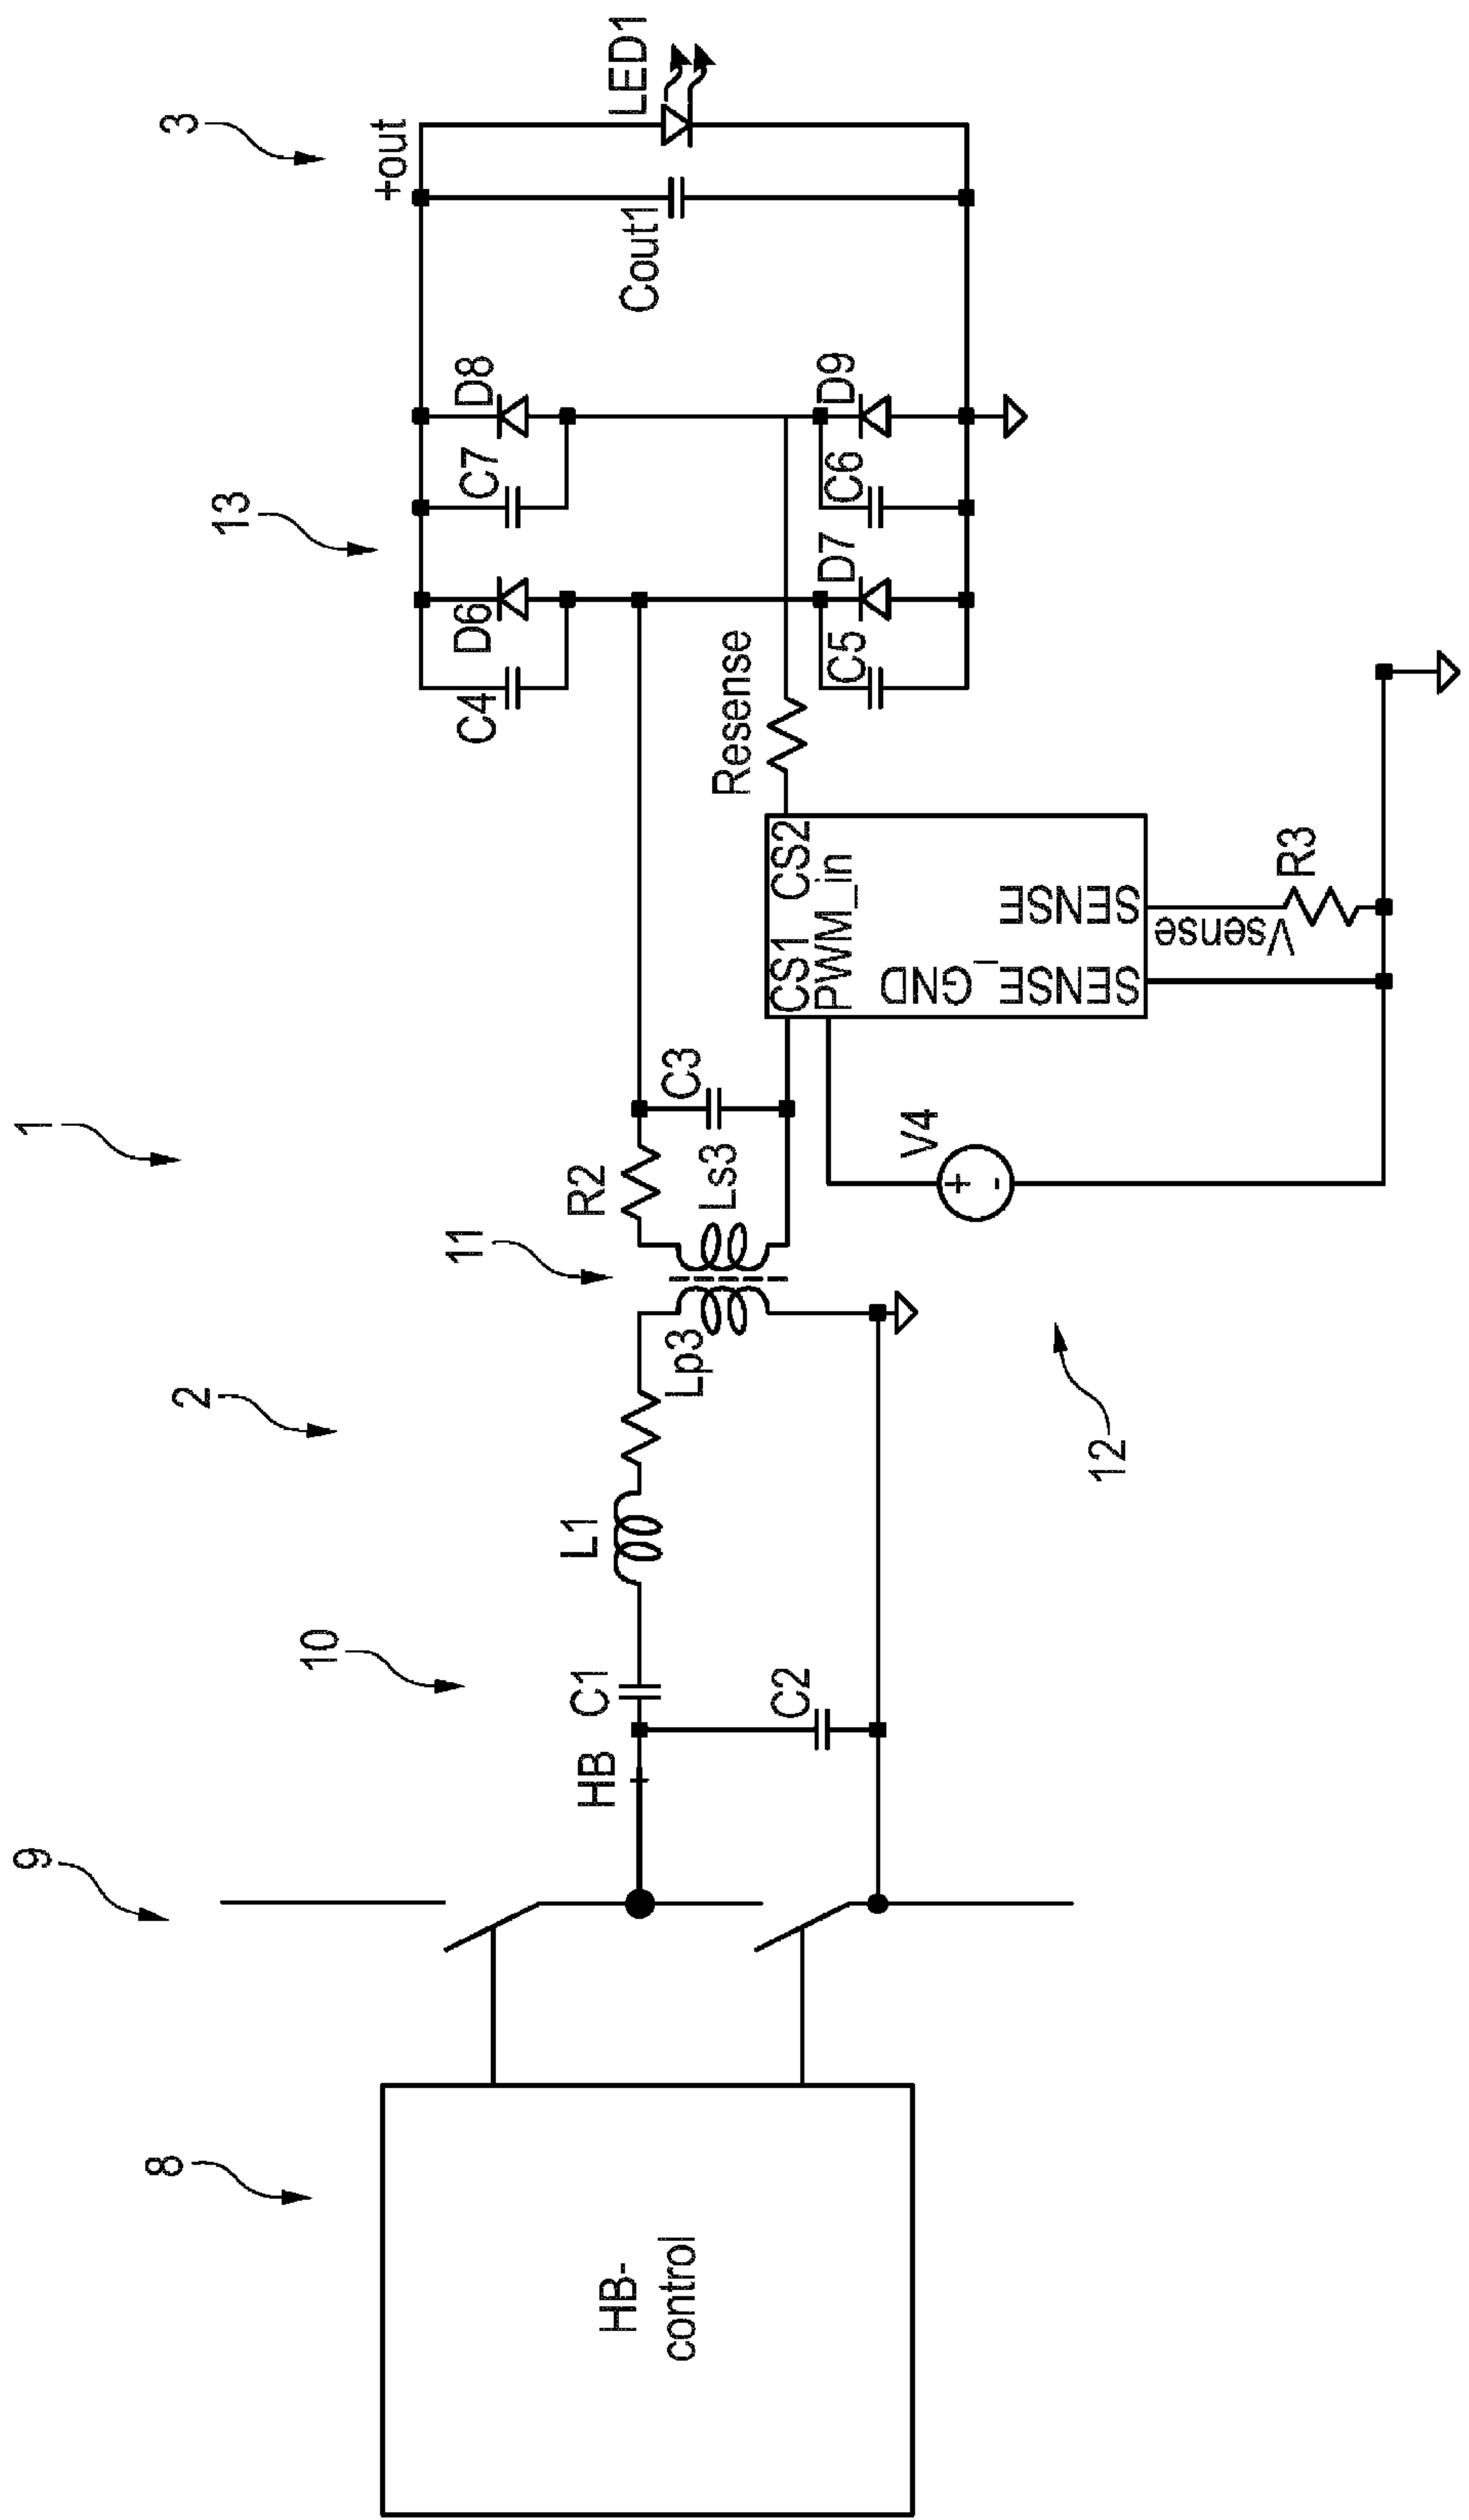 1
2
3
8
9
10
11
12
13
HB-
control
HB
C1
C2
L1
Lp3
R2
Ls3
C3
CS1 CS2
PWM_in
SENSE_GND
SENSE
Vsense
R3
V4
Resense
C4
D6
C7
D8
C5
D7
C6
D9
+out
Cout1
LED1
+
-